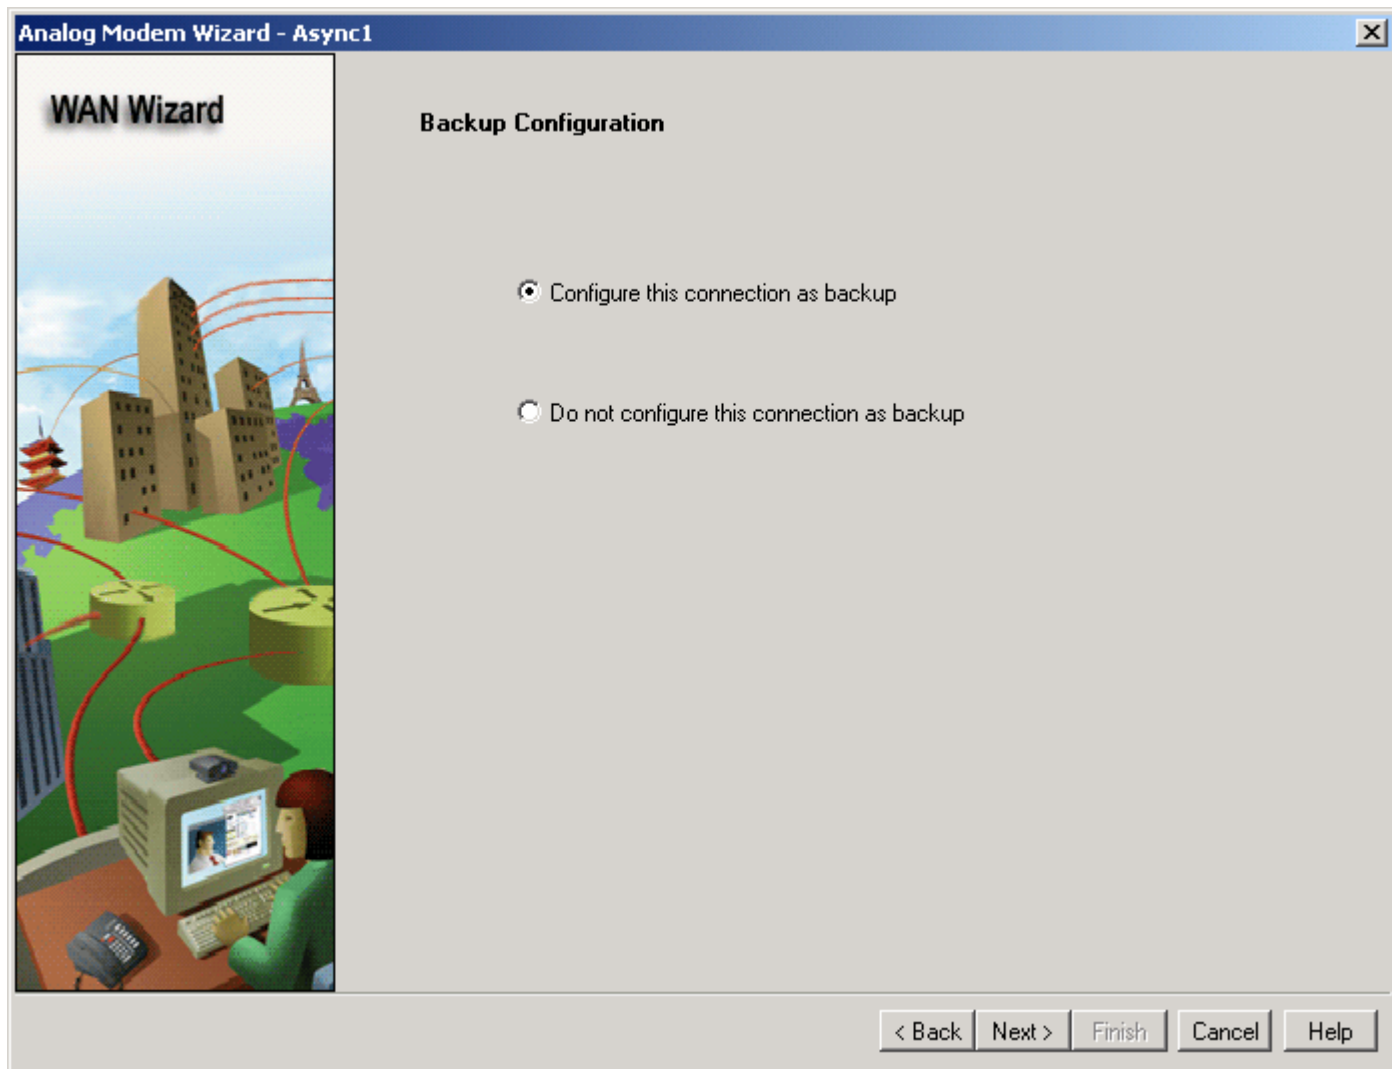 Analog Modem Wizard - Async1
WAN Wizard
Backup Configuration
Configure this connection as backup
Do not configure this connection as backup
< Back
Next >
Finish
Cancel
Help